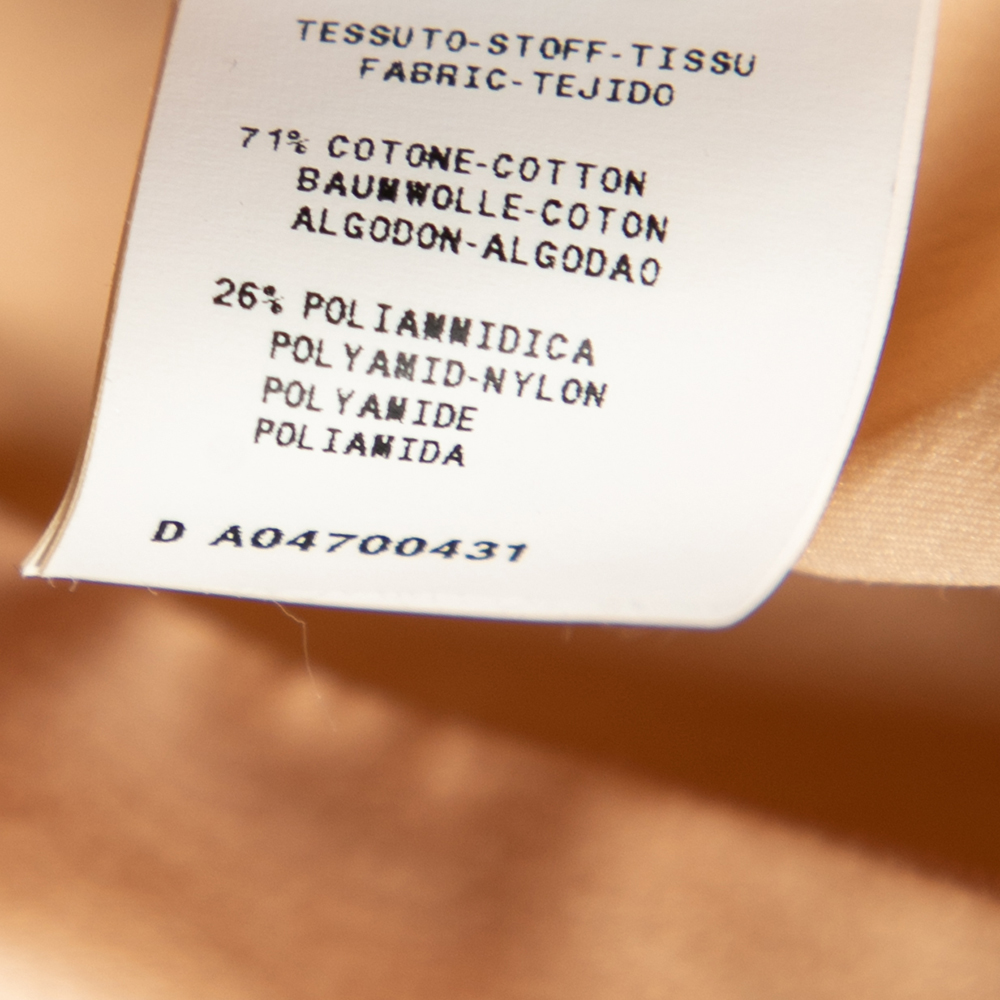 TESSUTO-STOFF-TISSU
FABRIC-TEJIDO
71% COTONE-COTTON
BAUMWOLLE-COTON
ALGODON-ALGODAO
26% POLIAMMIDICA
POLYAMID-NYLON
POLYAMIDE
POLIAMIDA
D A04700431